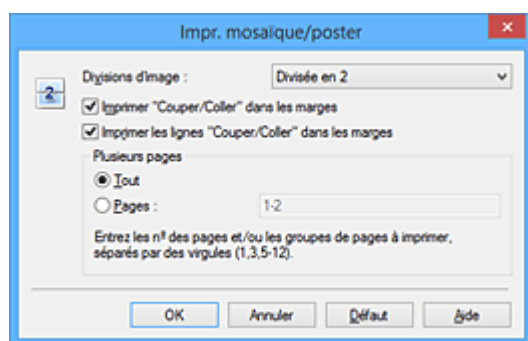 Impr. mosaïque/poster
×
Divisions d'image : Divisée en 2
2
Imprimer "Couper/Coller" dans les marges
Imprimer les lignes "Couper/Coller" dans les marges
Plusieurs pages
Tout
Pages : 1-2
Entrez les nº des pages et/ou les groupes de pages à imprimer,
séparés par des virgules (1,3,5-12).
OK Annuler Défaut Aide